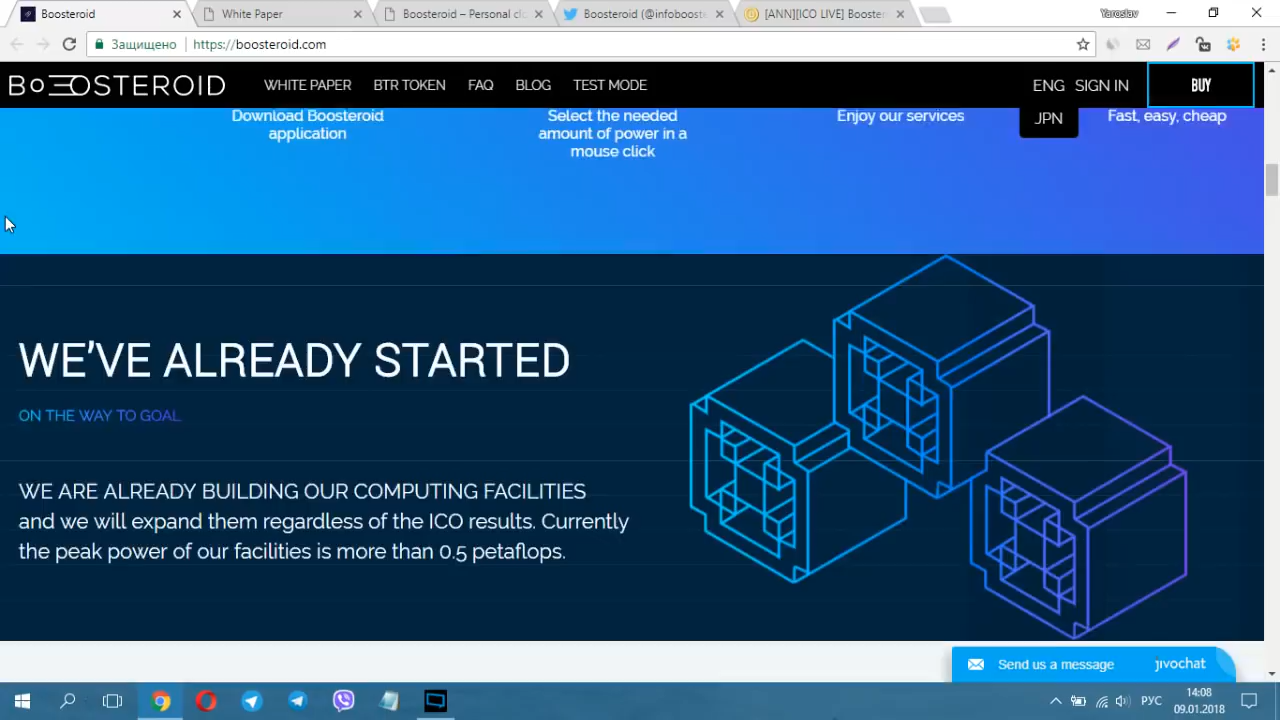 Boosteroid
White Paper
Boosteroid – Personal clo
Boosteroid (@infobooste
[ANN][ICO LIVE] Booster
Yaroslav
Защищено
https://boosteroid.com
BOOSTEROID
WHITE PAPER
BTR TOKEN
FAQ
BLOG
TEST MODE
ENG
SIGN IN
BUY
JPN
Download Boosteroid
application
Select the needed
amount of power in a
mouse click
Enjoy our services
Fast, easy, cheap
WE'VE ALREADY STARTED
ON THE WAY TO GOAL
WE ARE ALREADY BUILDING OUR COMPUTING FACILITIES
and we will expand them regardless of the ICO results. Currently
the peak power of our facilities is more than 0.5 petaflops.
Send us a message
jivochat
РУС
14:08
09.01.2018